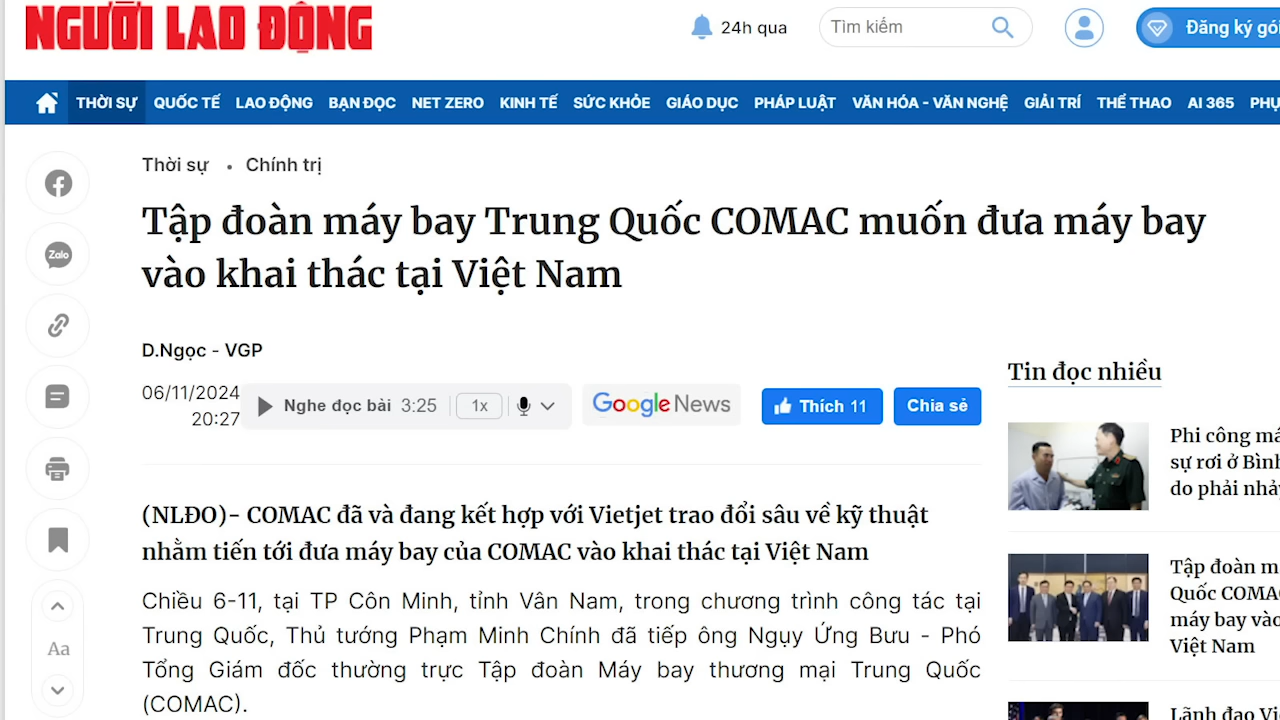 NGƯỜI LAO ĐỘNG
24h qua
Tìm kiếm
Đăng ký gói
THỜI SỰ QUỐC TẾ LAO ĐỘNG BẠN ĐỌC NET ZERO KINH TẾ SỨC KHỎE GIÁO DỤC PHÁP LUẬT VĂN HÓA - VĂN NGHỆ GIẢI TRÍ THỂ THAO AI 365 PHỤ
Thời sự • Chính trị
Tập đoàn máy bay Trung Quốc COMAC muốn đưa máy bay
vào khai thác tại Việt Nam
D.Ngọc - VGP
06/11/2024
20:27
Nghe đọc bài 3:25 1x
Google News
Thích 11
Chia sẻ
(NLĐO)- COMAC đã và đang kết hợp với Vietjet trao đổi sâu về kỹ thuật
nhằm tiến tới đưa máy bay của COMAC vào khai thác tại Việt Nam
Chiều 6-11, tại TP Côn Minh, tỉnh Vân Nam, trong chương trình công tác tại
Trung Quốc, Thủ tướng Phạm Minh Chính đã tiếp ông Ngụy Ứng Bưu - Phó
Tổng Giám đốc thường trực Tập đoàn Máy bay thương mại Trung Quốc
(COMAC).
Zalo
Aa
Tin đọc nhiều
Phi công má
sự rơi ở Bình
do phải nhảy
Tập đoàn m
Quốc COMAC
máy bay vào
Việt Nam
Lãnh đạo Vi